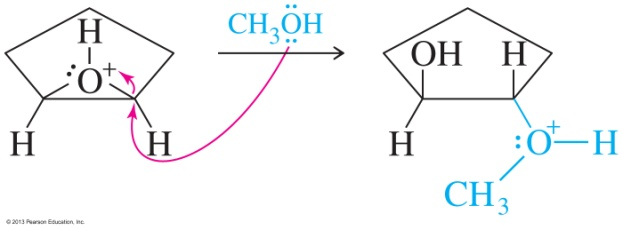 H
:O+
H
H
CH3ÖH
OH
H
H
:O+—H
CH3
© 2013 Pearson Education, Inc.